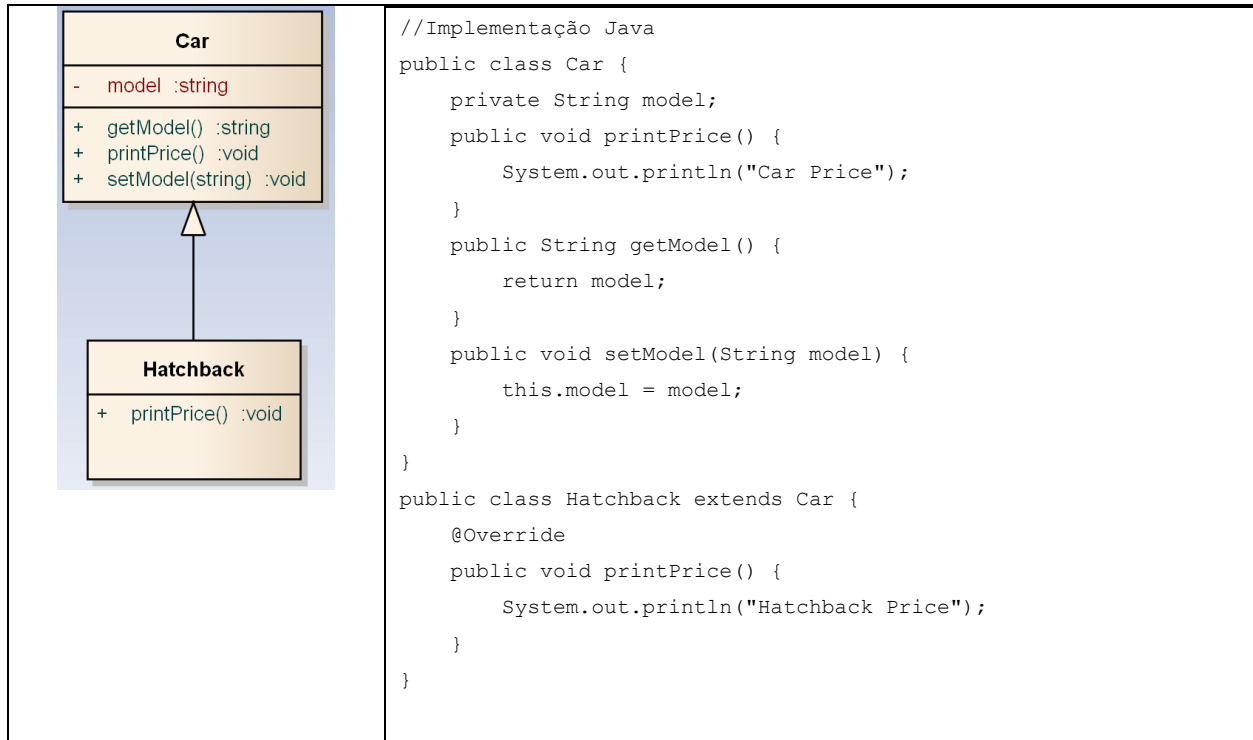 Car
- model :string
+ getModel() :string
+ printPrice() :void
+ setModel(string) :void
Hatchback
+ printPrice() :void
//Implementação Java
public class Car {
    private String model;
    public void printPrice() {
        System.out.println("Car Price");
    }
    public String getModel() {
        return model;
    }
    public void setModel(String model) {
        this.model = model;
    }
}
public class Hatchback extends Car {
    @Override
    public void printPrice() {
        System.out.println("Hatchback Price");
    }
}